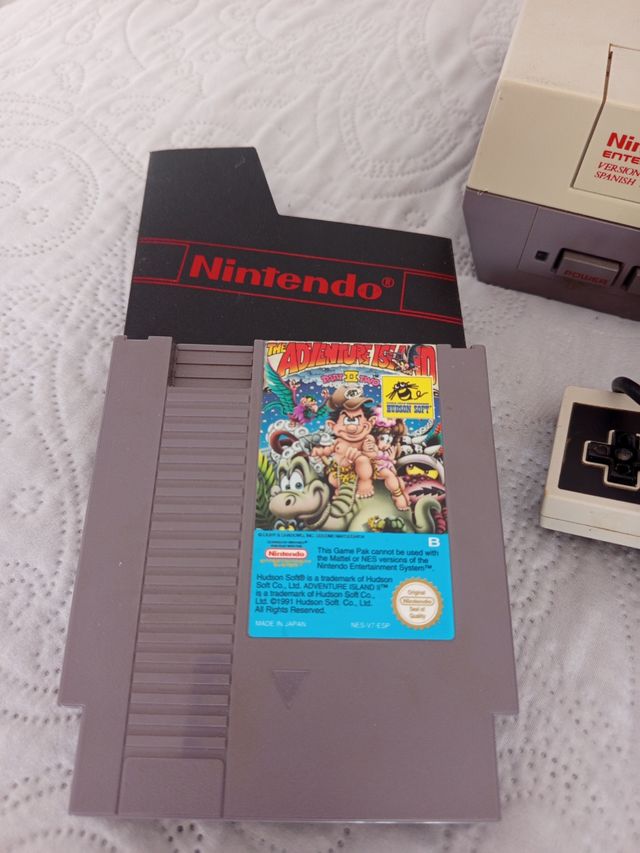 Nintendo®
THE ADVENTURE ISLAND
PART II TWO
HUDSON SOFT
B
Nintendo
This Game Pak cannot be used with
the Mattel or NES versions of the
Nintendo Entertainment System™.
Hudson Soft® is a trademark of Hudson
Soft Co., Ltd. ADVENTURE ISLAND II™
is a trademark of Hudson Soft Co.,
Ltd. ©1991 Hudson Soft. Co., Ltd.
All Rights Reserved.
Original
Nintendo
Seal of
Quality
MADE IN JAPAN
NES-V7-ESP
Nin
ENTE
VERSION
SPANISH
POWER